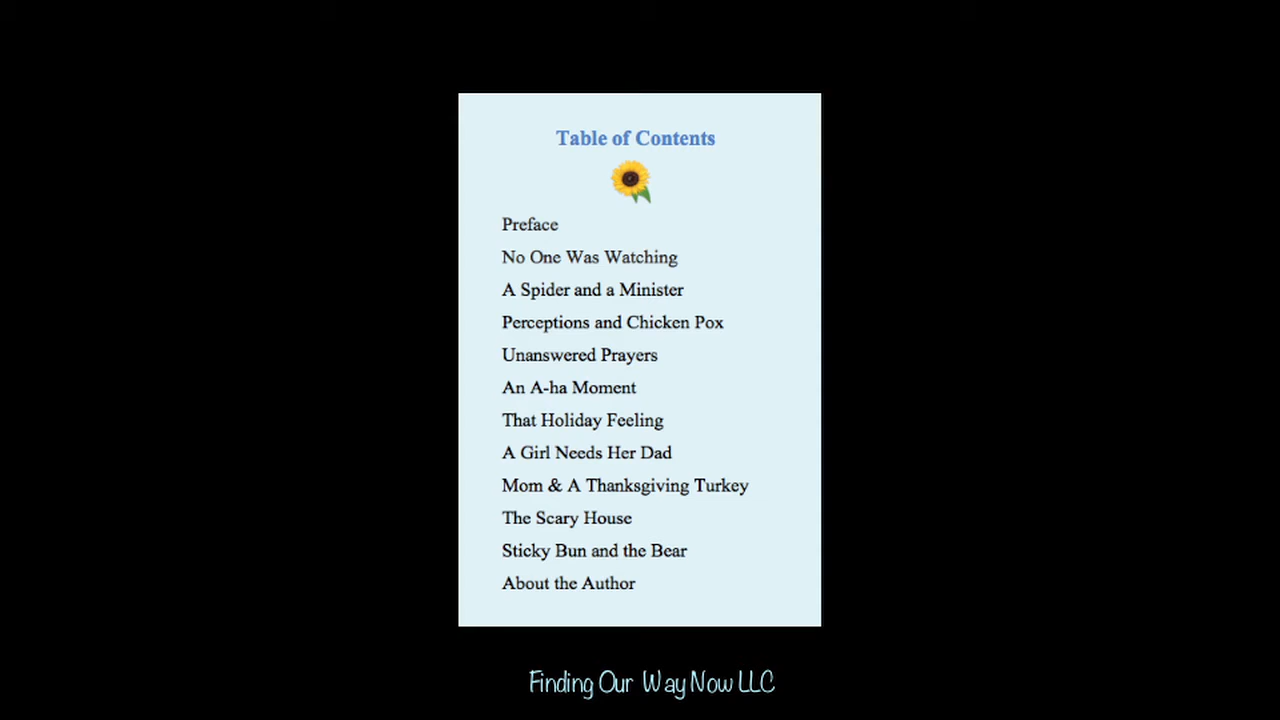 Table of Contents
Preface
No One Was Watching
A Spider and a Minister
Perceptions and Chicken Pox
Unanswered Prayers
An A-ha Moment
That Holiday Feeling
A Girl Needs Her Dad
Mom & A Thanksgiving Turkey
The Scary House
Sticky Bun and the Bear
About the Author
Finding Our Way Now LLC